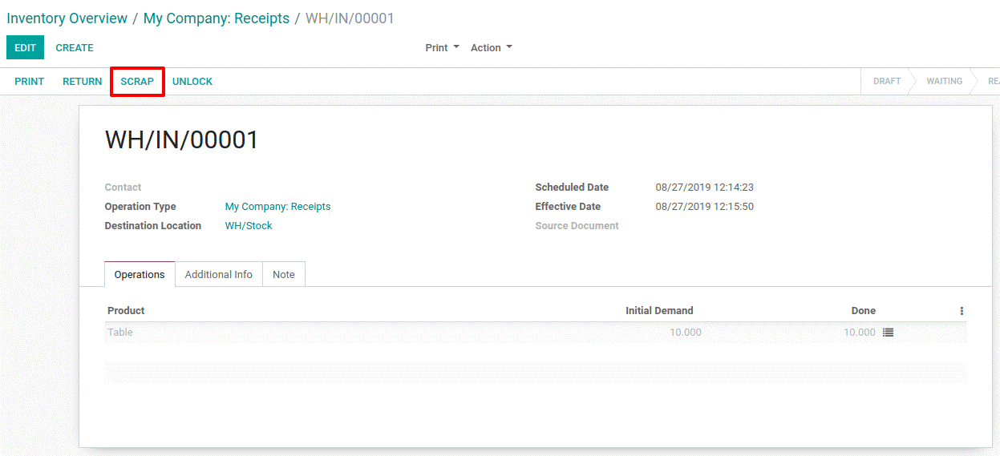 Inventory Overview / My Company: Receipts / WH/IN/00001
EDIT CREATE Print Action
PRINT RETURN SCRAP UNLOCK DRAFT WAITING
WH/IN/00001
Contact Scheduled Date 08/27/2019 12:14:23
Operation Type My Company: Receipts Effective Date 08/27/2019 12:15:50
Destination Location WH/Stock Source Document
Operations Additional Info Note
Product Initial Demand Done
Table 10.000 10.000